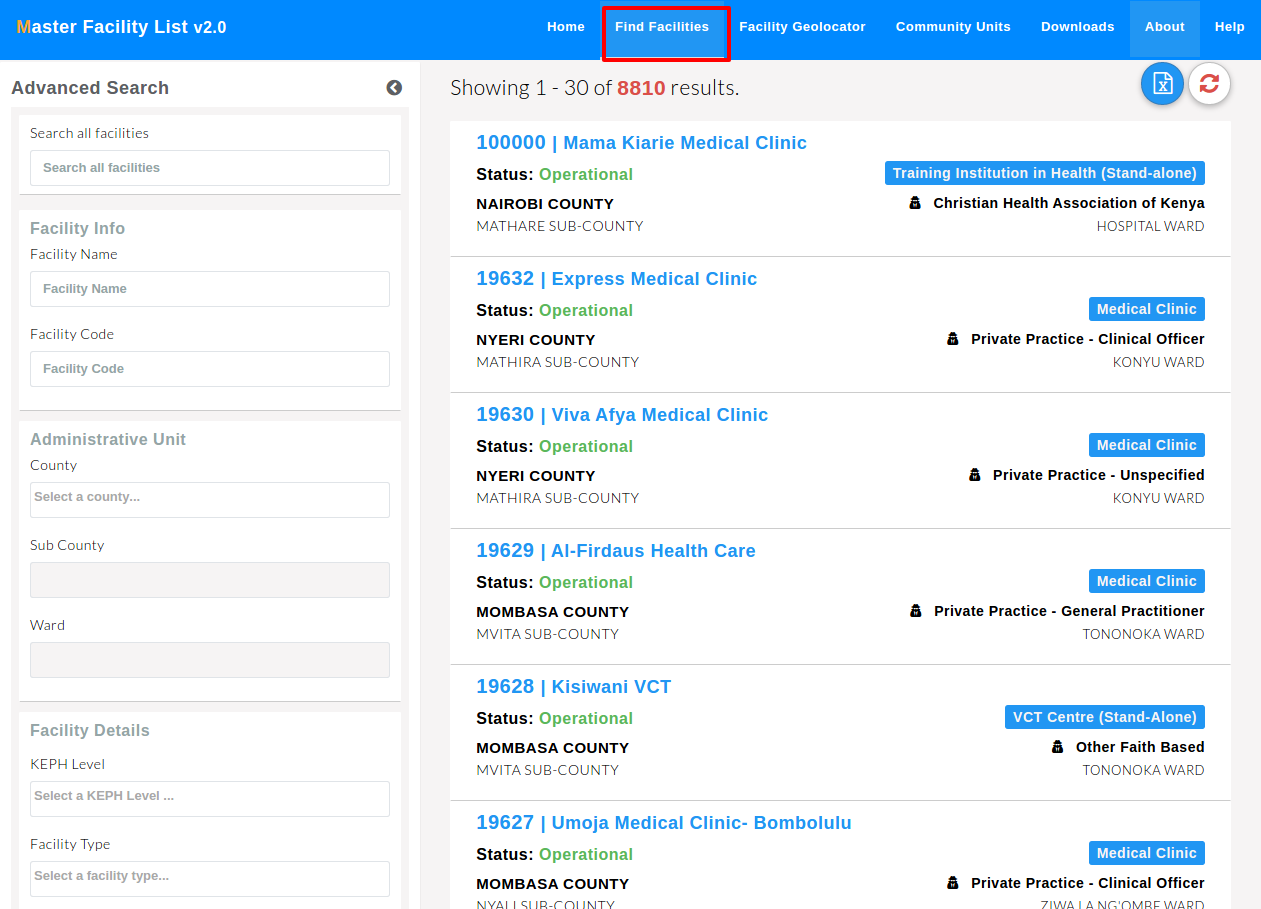 Master Facility List v2.0
Home
Find Facilities
Facility Geolocator
Community Units
Downloads
About
Help
Advanced Search
Search all facilities
Search all facilities
Facility Info
Facility Name
Facility Name
Facility Code
Facility Code
Administrative Unit
County
Select a county...
Sub County
Ward
Facility Details
KEPH Level
Select a KEPH Level ...
Facility Type
Select a facility type...
Showing 1 - 30 of 8810 results.
100000 | Mama Kiarie Medical Clinic
Status: Operational
Training Institution in Health (Stand-alone)
NAIROBI COUNTY
Christian Health Association of Kenya
MATHARE SUB-COUNTY
HOSPITAL WARD
19632 | Express Medical Clinic
Status: Operational
Medical Clinic
NYERI COUNTY
Private Practice - Clinical Officer
MATHIRA SUB-COUNTY
KONYU WARD
19630 | Viva Afya Medical Clinic
Status: Operational
Medical Clinic
NYERI COUNTY
Private Practice - Unspecified
MATHIRA SUB-COUNTY
KONYU WARD
19629 | Al-Firdaus Health Care
Status: Operational
Medical Clinic
MOMBASA COUNTY
Private Practice - General Practitioner
MVITA SUB-COUNTY
TONONOKA WARD
19628 | Kisiwani VCT
Status: Operational
VCT Centre (Stand-Alone)
MOMBASA COUNTY
Other Faith Based
MVITA SUB-COUNTY
TONONOKA WARD
19627 | Umoja Medical Clinic- Bombolulu
Status: Operational
Medical Clinic
MOMBASA COUNTY
Private Practice - Clinical Officer
NYALI SUB-COUNTY
ZIWA LA NG'OMBE WARD